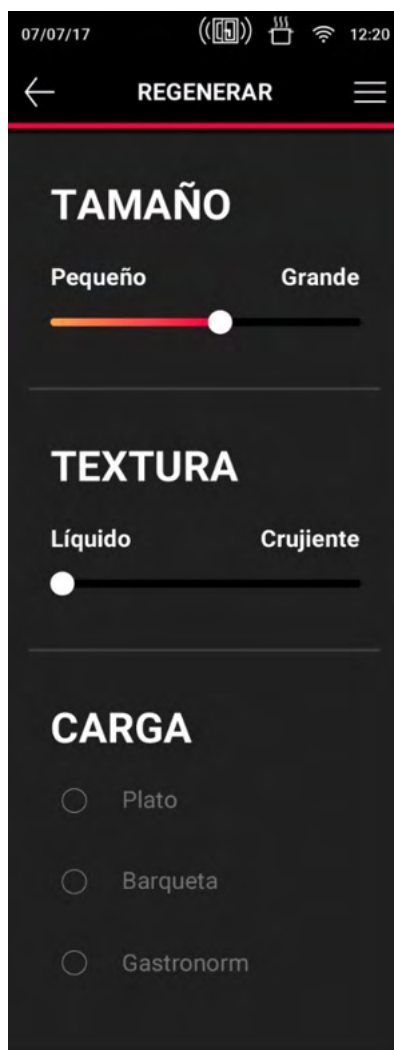 07/07/17 12:20
REGENERAR
TAMAÑO
Pequeño Grande
TEXTURA
Líquido Crujiente
CARGA
Plato
Barqueta
Gastronorm